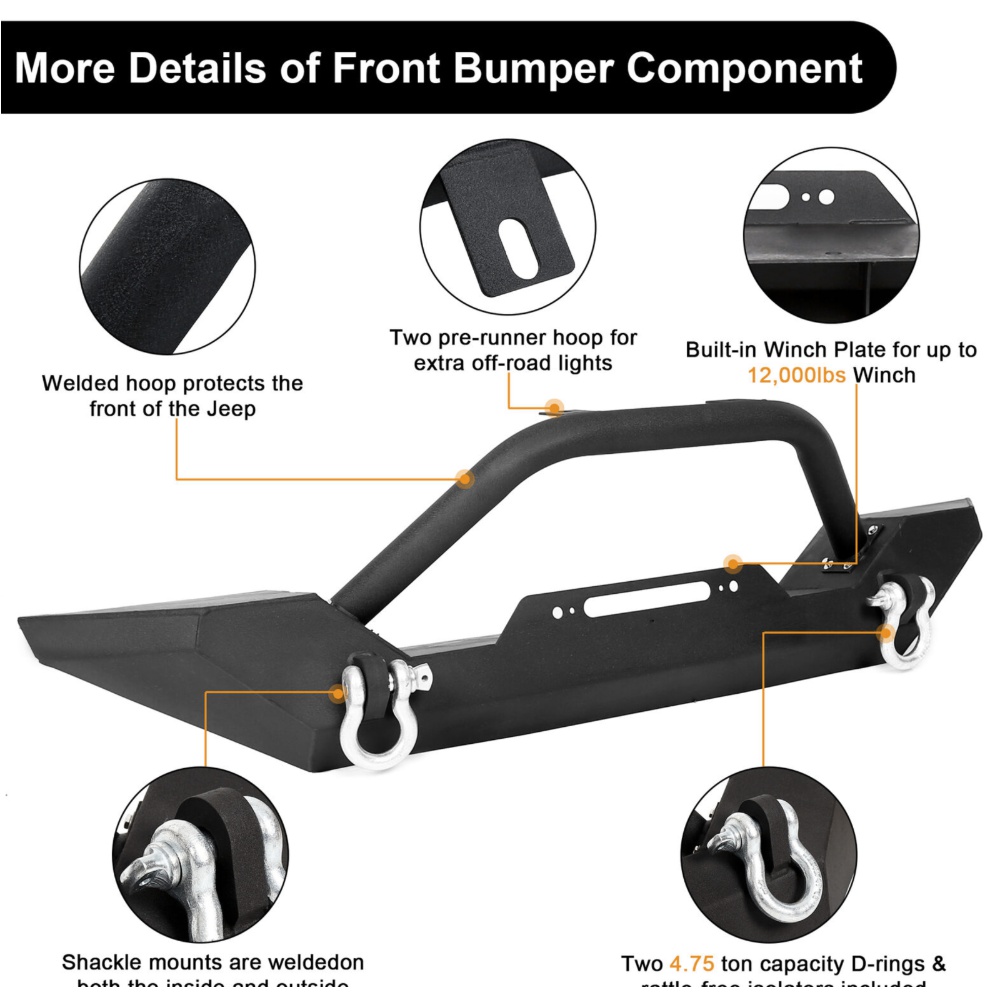 More Details of Front Bumper Component
Welded hoop protects the
front of the Jeep
Two pre-runner hoop for
extra off-road lights
Built-in Winch Plate for up to
12,000lbs Winch
Shackle mounts are weldedon
both the inside and outside
Two 4.75 ton capacity D-rings &
rattle-free isolators included